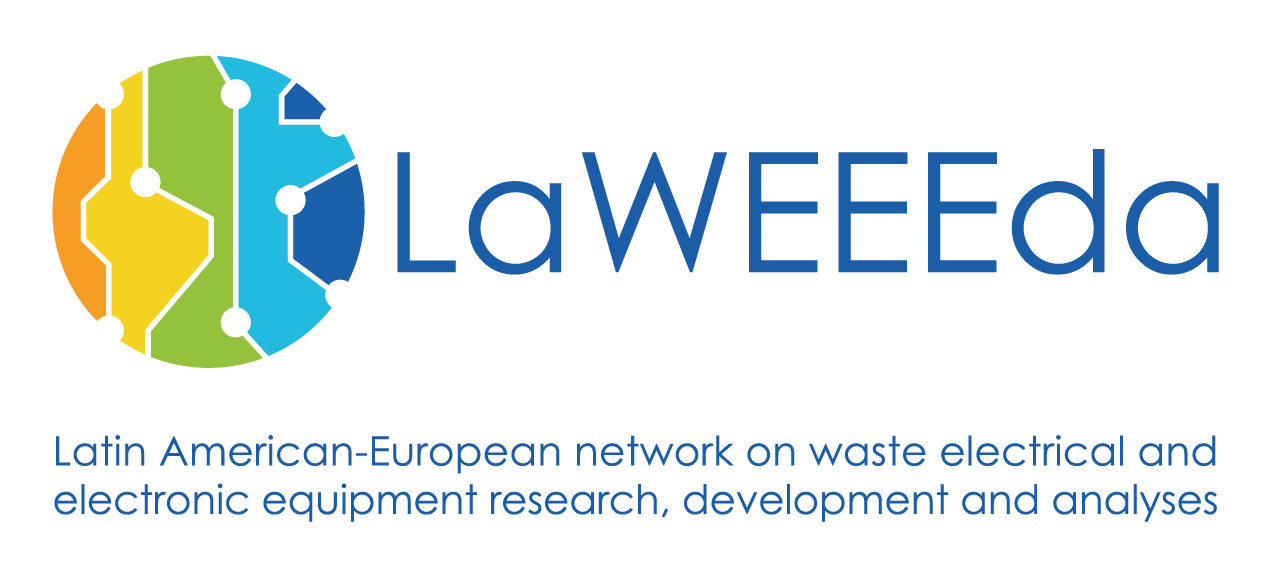 LaWEEEda
Latin American-European network on waste electrical and
electronic equipment research, development and analyses